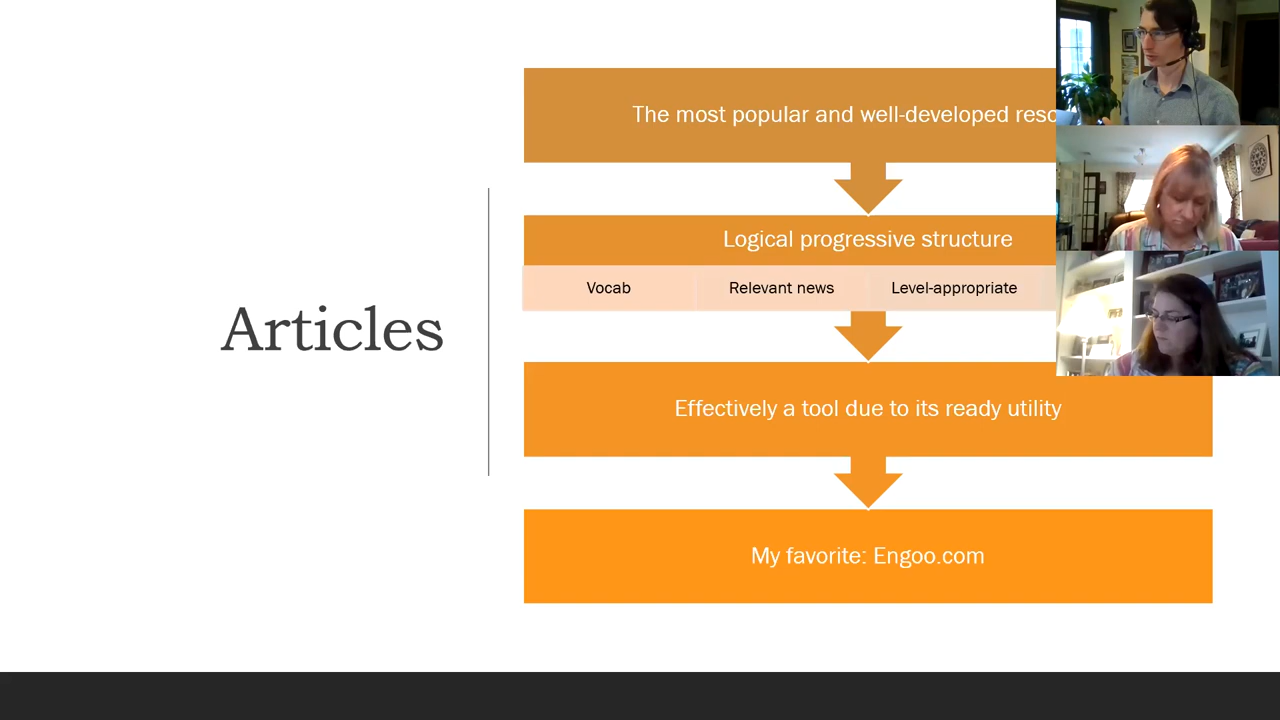 Articles
The most popular and well-developed
Logical progressive structure
Vocab
Relevant news
Level-appropriate
Effectively a tool due to its ready utility
My favorite: Engoo.com